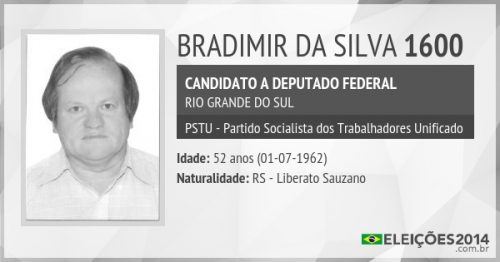 BRADIMIR DA SILVA 1600
CANDIDATO A DEPUTADO FEDERAL
RIO GRANDE DO SUL
PSTU - Partido Socialista dos Trabalhadores Unificado
Idade: 52 anos (01-07-1962)
Naturalidade: RS - Liberato Sauzano
ELEIÇÕES2014
.com.br